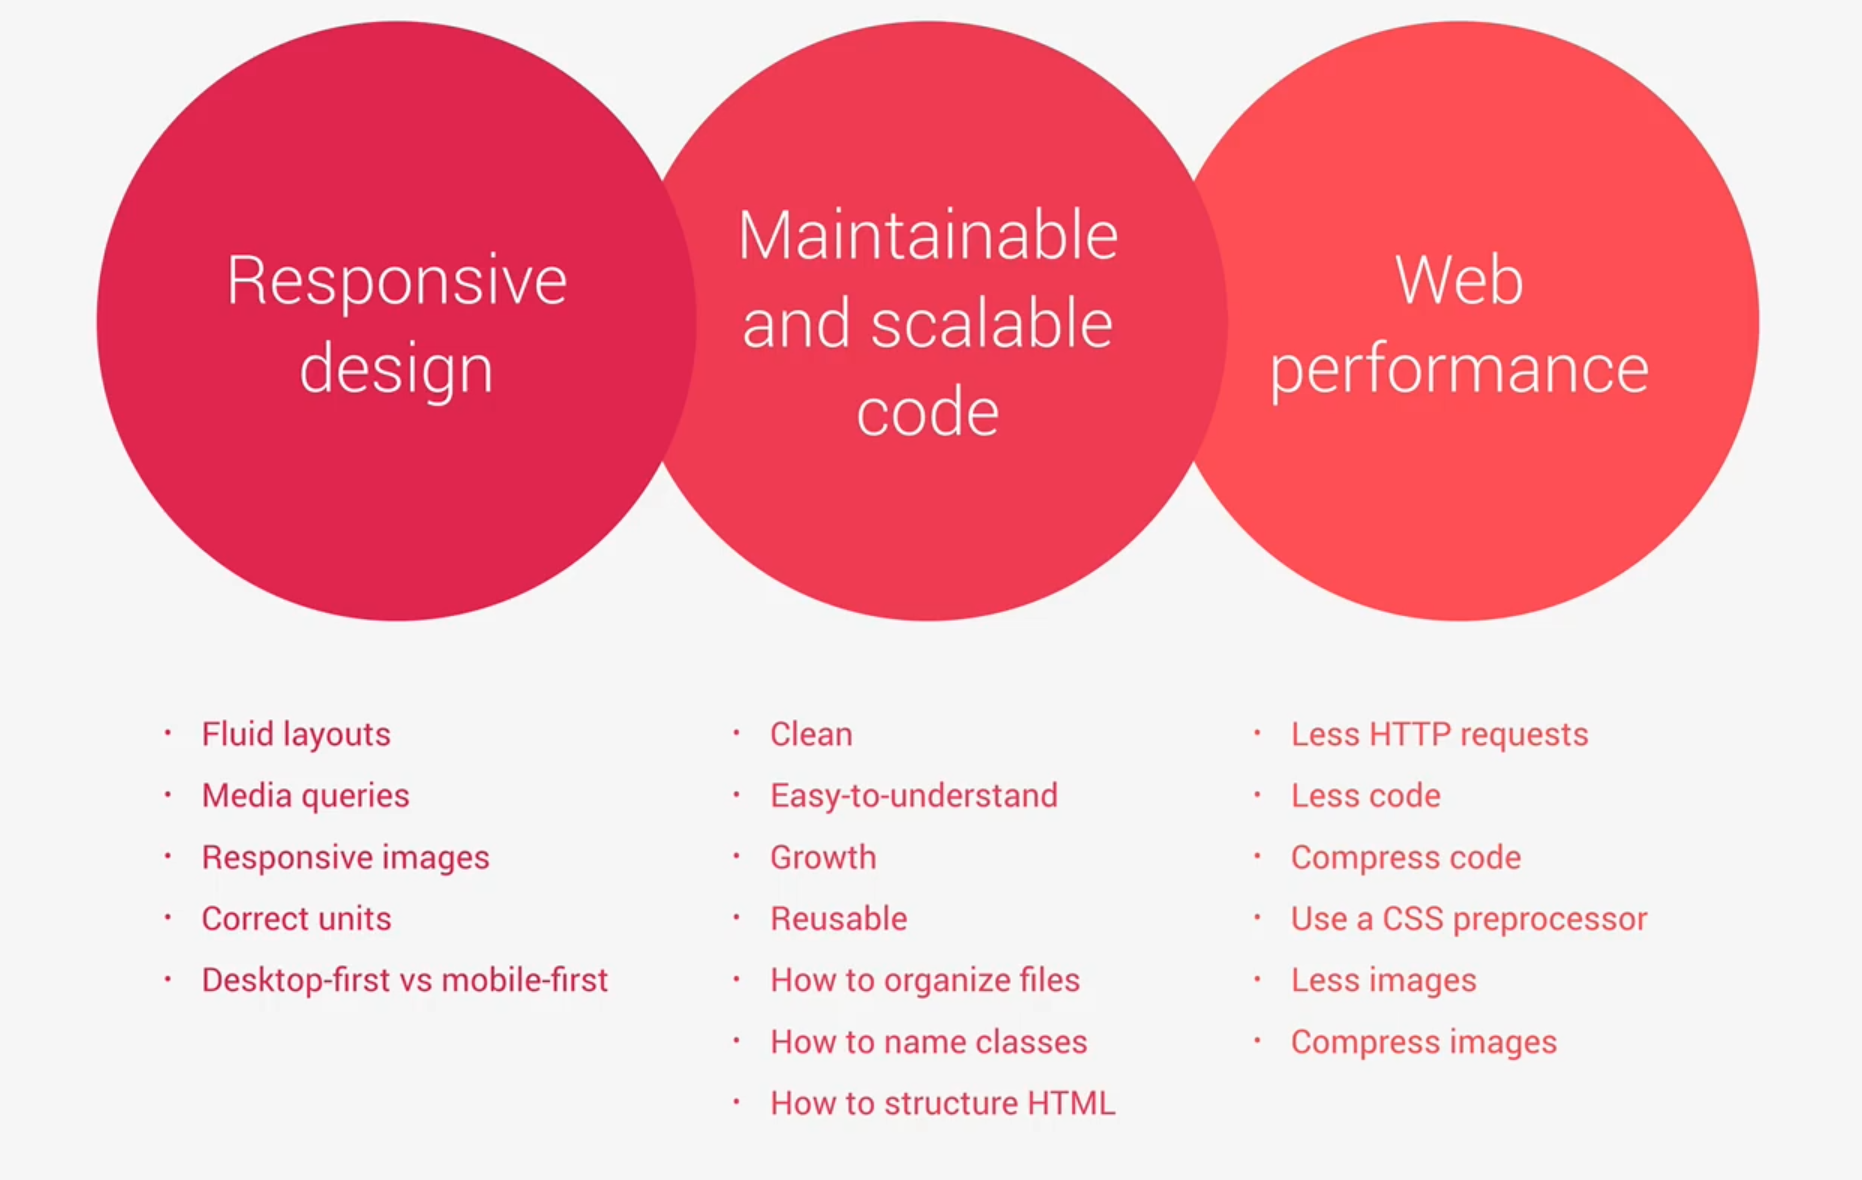 Responsive
design
Maintainable
and scalable
code
Web
performance
· Fluid layouts
· Media queries
· Responsive images
· Correct units
· Desktop-first vs mobile-first
· Clean
· Easy-to-understand
· Growth
· Reusable
· How to organize files
· How to name classes
· How to structure HTML
· Less HTTP requests
· Less code
· Compress code
· Use a CSS preprocessor
· Less images
· Compress images